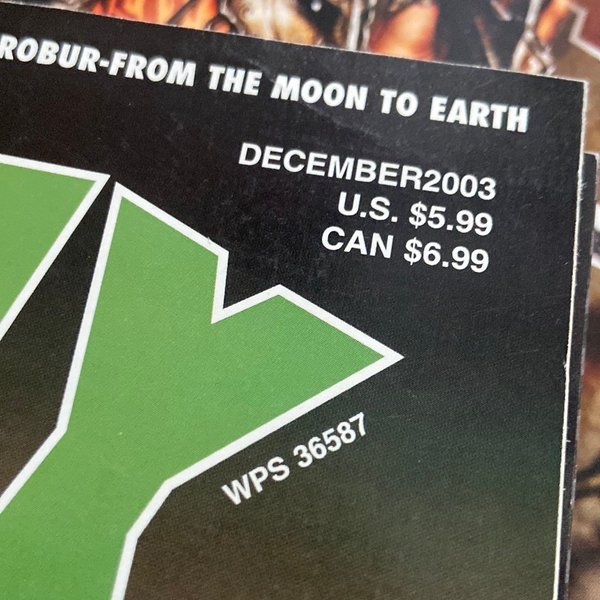 ROBUR-FROM THE MOON TO EARTH
DECEMBER2003
U.S. $5.99
CAN $6.99
WPS 36587